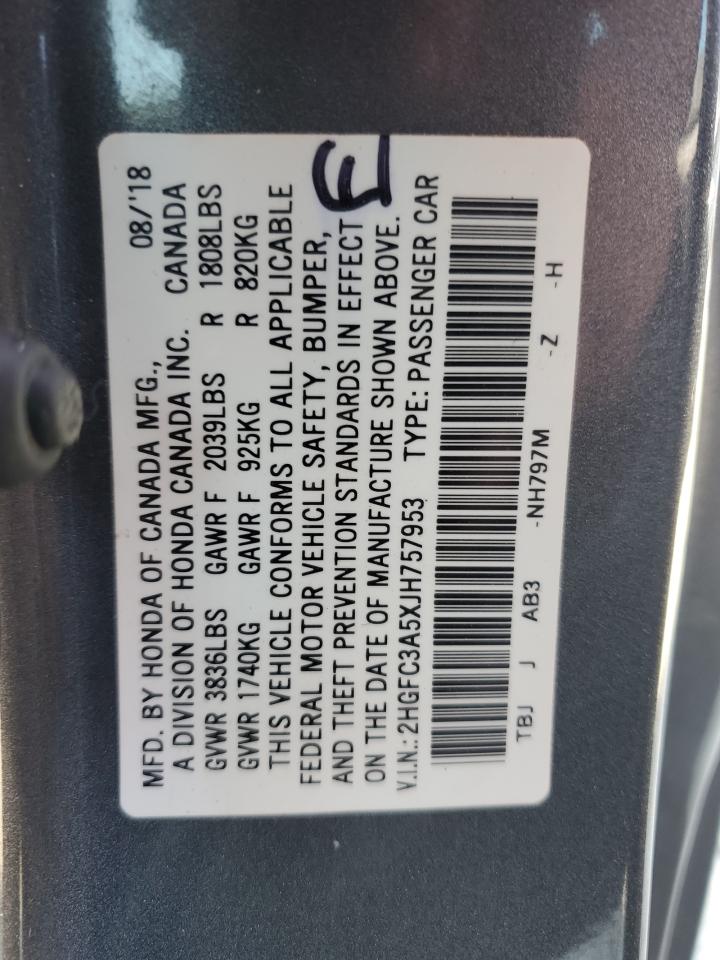 MFD. BY HONDA OF CANADA MFG., 08/'18
A DIVISION OF HONDA CANADA INC. CANADA
GVWR 3836LBS GAWR F 2039LBS R 1808LBS
GVWR 1740KG GAWR F 925KG R 820KG
THIS VEHICLE CONFORMS TO ALL APPLICABLE
FEDERAL MOTOR VEHICLE SAFETY, BUMPER,
AND THEFT PREVENTION STANDARDS IN EFFECT
ON THE DATE OF MANUFACTURE SHOWN ABOVE.
V.I.N.: 2HGFC3A5XJH757953 TYPE: PASSENGER CAR
TBJ J AB3 -NH797M -Z -H